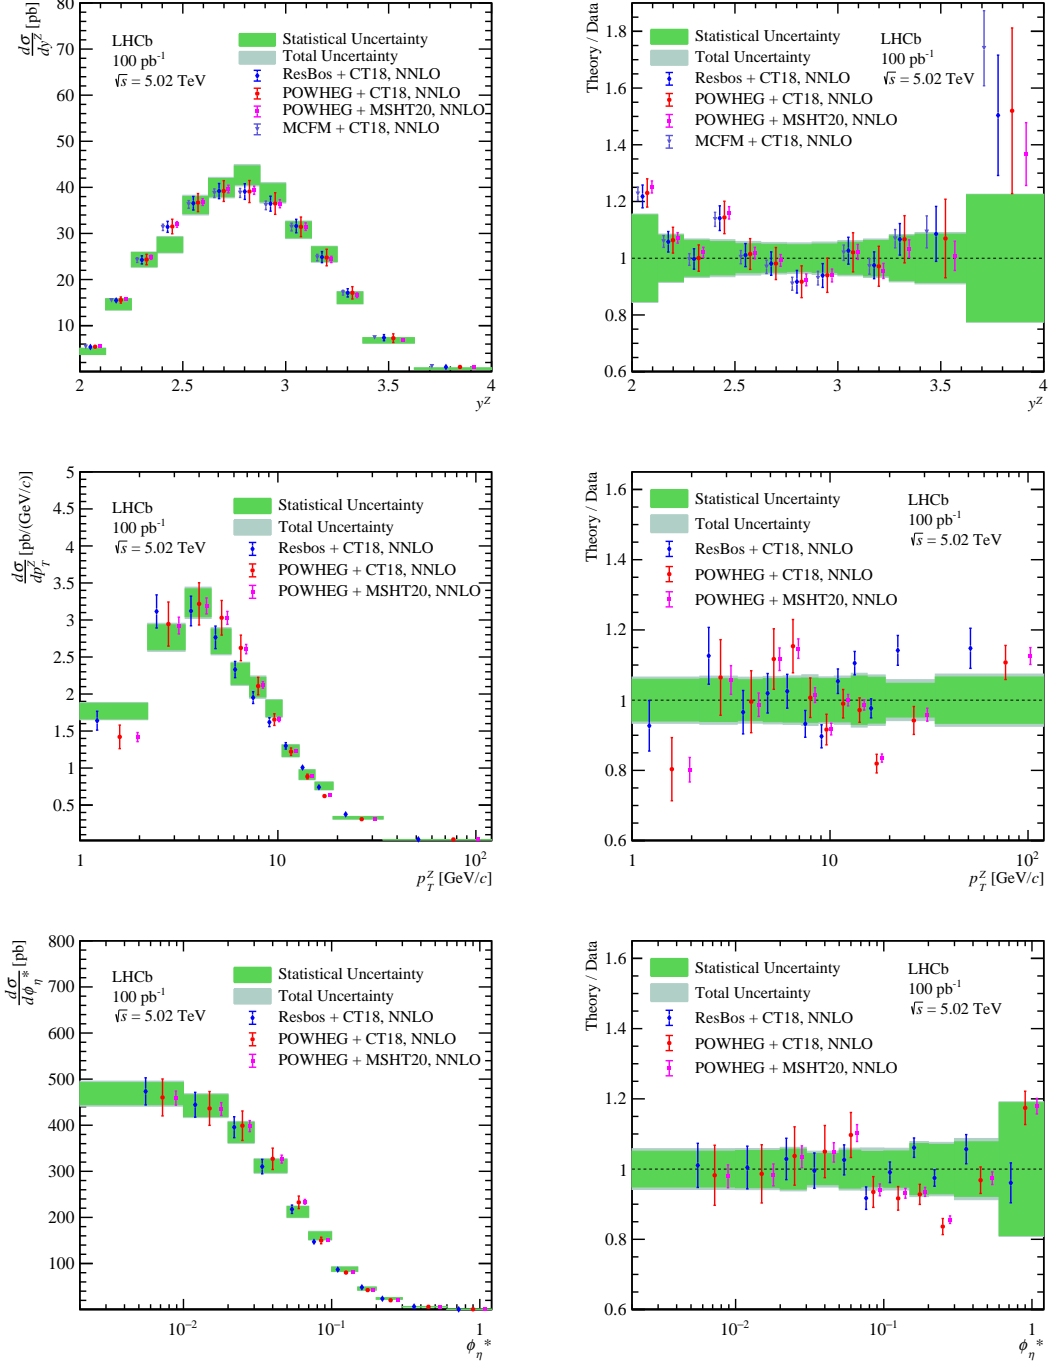 dσ/dy^Z [pb]
80
70
60
50
40
30
20
10
LHCb
100 pb⁻¹
√s = 5.02 TeV
Statistical Uncertainty
Total Uncertainty
ResBos + CT18, NNLO
POWHEG + CT18, NNLO
POWHEG + MSHT20, NNLO
MCFM + CT18, NNLO
2 2.5 3 3.5 4
y^Z
Theory / Data
1.8
1.6
1.4
1.2
1
0.8
0.6
Statistical Uncertainty
Total Uncertainty
Resbos + CT18, NNLO
POWHEG + CT18, NNLO
POWHEG + MSHT20, NNLO
MCFM + CT18, NNLO
LHCb
100 pb⁻¹
√s = 5.02 TeV
2 2.5 3 3.5 4
y^Z
dσ/dp_T^Z [pb/(GeV/c)]
5
4.5
4
3.5
3
2.5
2
1.5
1
0.5
LHCb
100 pb⁻¹
√s = 5.02 TeV
Statistical Uncertainty
Total Uncertainty
Resbos + CT18, NNLO
POWHEG + CT18, NNLO
POWHEG + MSHT20, NNLO
1 10 10²
p_T^Z [GeV/c]
Theory / Data
1.6
1.4
1.2
1
0.8
0.6
Statistical Uncertainty
Total Uncertainty
ResBos + CT18, NNLO
POWHEG + CT18, NNLO
POWHEG + MSHT20, NNLO
LHCb
100 pb⁻¹
√s = 5.02 TeV
1 10 10²
p_T^Z [GeV/c]
dσ/dϕ_η* [pb]
800
700
600
500
400
300
200
100
LHCb
100 pb⁻¹
√s = 5.02 TeV
Statistical Uncertainty
Total Uncertainty
Resbos + CT18, NNLO
POWHEG + CT18, NNLO
POWHEG + MSHT20, NNLO
10⁻² 10⁻¹ 1
ϕ_η*
Theory / Data
1.6
1.4
1.2
1
0.8
0.6
Statistical Uncertainty
Total Uncertainty
ResBos + CT18, NNLO
POWHEG + CT18, NNLO
POWHEG + MSHT20, NNLO
LHCb
100 pb⁻¹
√s = 5.02 TeV
10⁻² 10⁻¹ 1
ϕ_η*